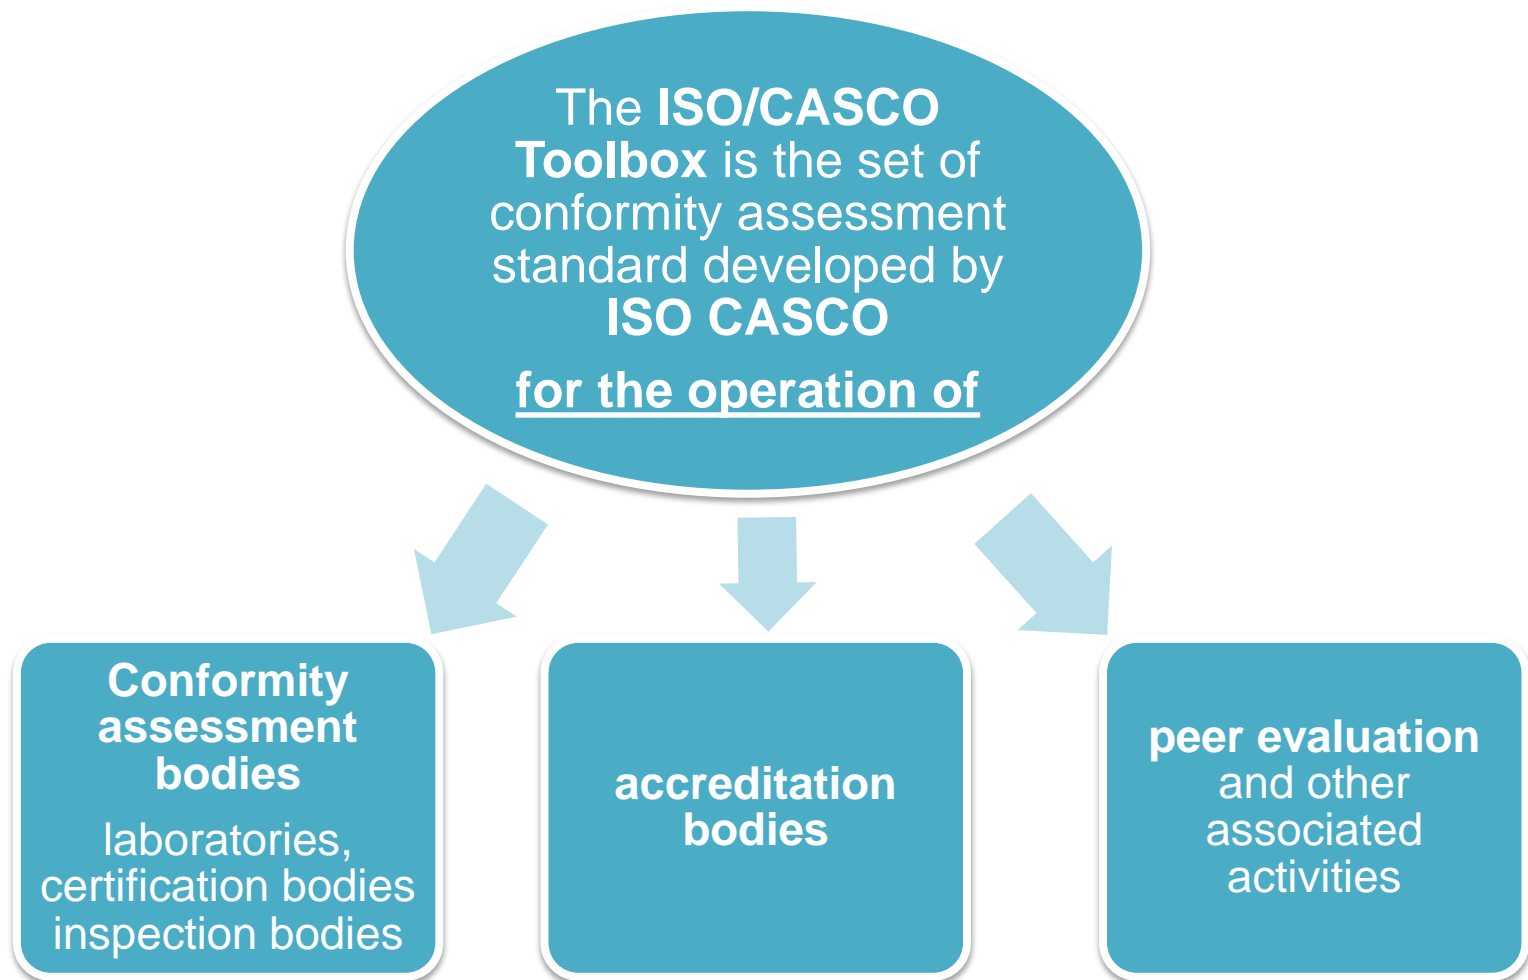 The ISO/CASCO
Toolbox is the set of
conformity assessment
standard developed by
ISO CASCO
for the operation of
Conformity
assessment
bodies
laboratories,
certification bodies
inspection bodies
accreditation
bodies
peer evaluation
and other
associated
activities